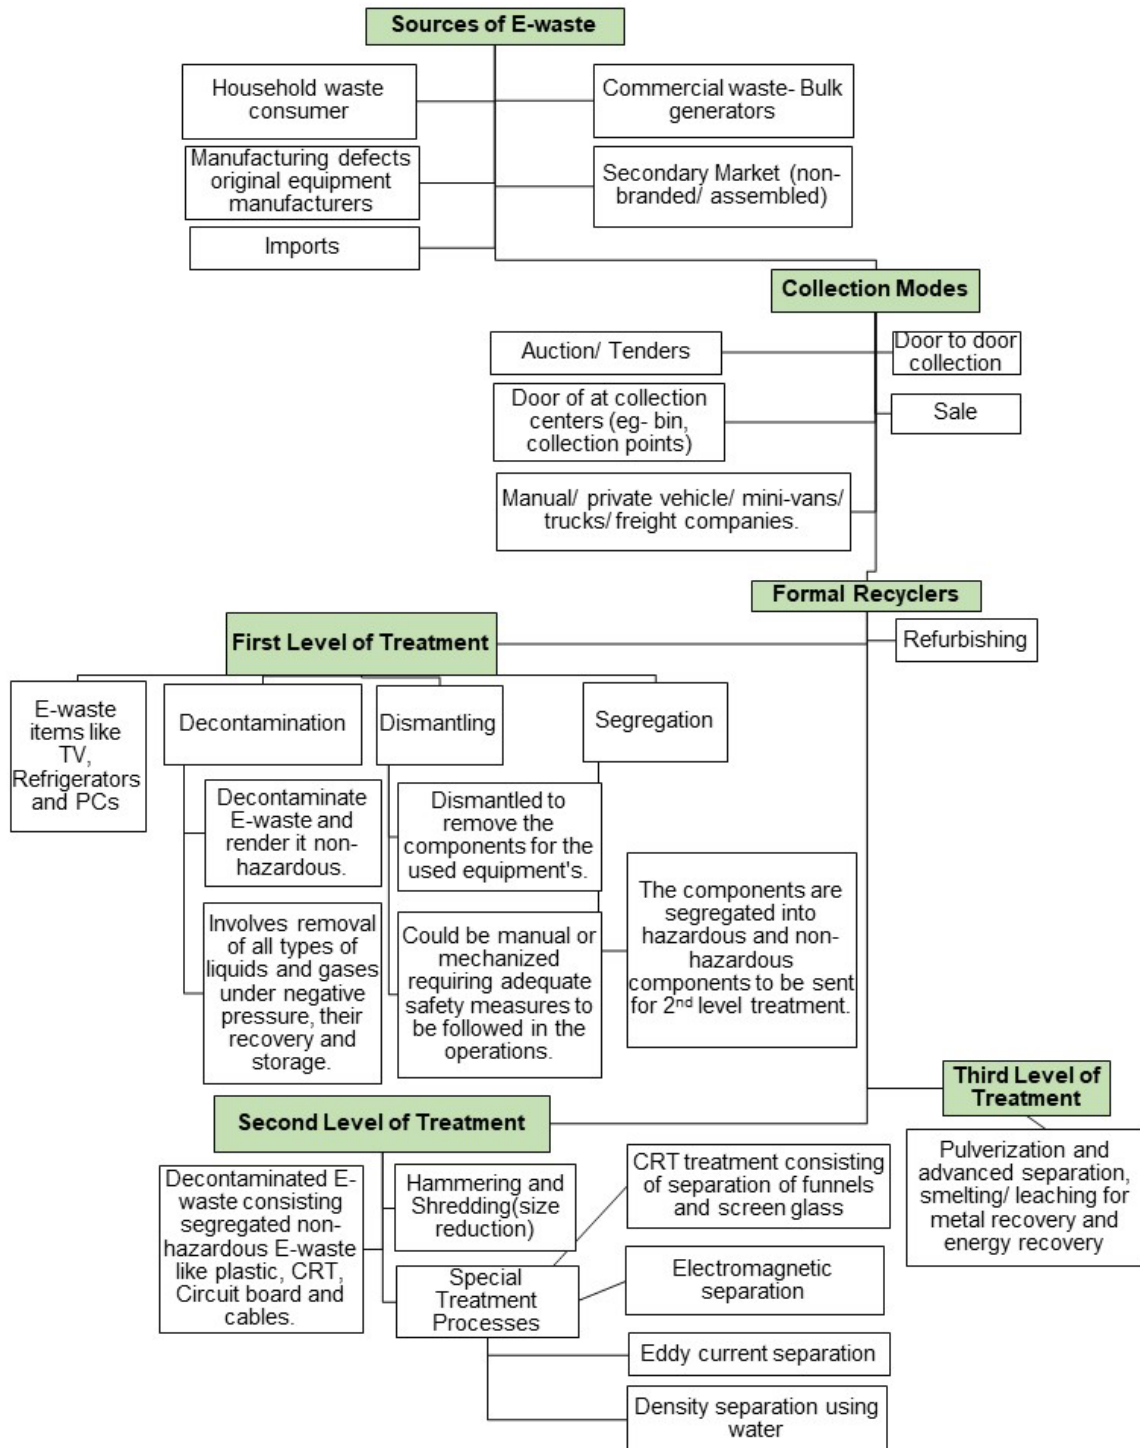 Sources of E-waste
Household waste
consumer
Commercial waste- Bulk
generators
Manufacturing defects
original equipment
manufacturers
Secondary Market (non-
branded/ assembled)
Imports
Collection Modes
Auction/ Tenders
Door to door
collection
Door of at collection
centers (eg- bin,
collection points)
Sale
Manual/ private vehicle/ mini-vans/
trucks/ freight companies.
Formal Recyclers
Refurbishing
First Level of Treatment
E-waste
items like
TV,
Refrigerators
and PCs
Decontamination
Decontaminate
E-waste and
render it non-
hazardous.
Involves removal
of all types of
liquids and gases
under negative
pressure, their
recovery and
storage.
Dismantling
Dismantled to
remove the
components for the
used equipment's.
Could be manual or
mechanized
requiring adequate
safety measures to
be followed in the
operations.
Segregation
The components are
segregated into
hazardous and non-
hazardous
components to be sent
for 2nd level treatment.
Second Level of Treatment
Decontaminated E-
waste consisting
segregated non-
hazardous E-waste
like plastic, CRT,
Circuit board and
cables.
Hammering and
Shredding(size
reduction)
Special
Treatment
Processes
CRT treatment consisting
of separation of funnels
and screen glass
Electromagnetic
separation
Eddy current separation
Density separation using
water
Third Level of
Treatment
Pulverization and
advanced separation,
smelting/ leaching for
metal recovery and
energy recovery